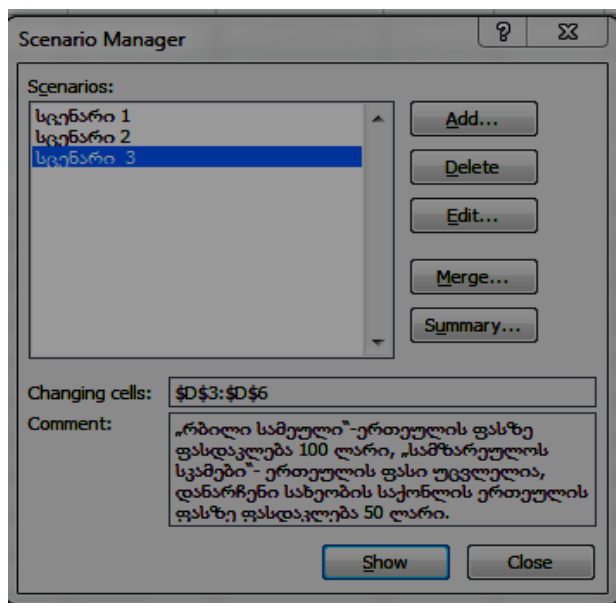 Scenario Manager
Scenarios:
სცენარი 1
სცენარი 2
სცენარი 3
Add...
Delete
Edit...
Merge...
Summary...
Changing cells: $D$3:$D$6
Comment: „რბილი სამეული“-ერთეულის ფასზე
ფასდაკლება 100 ლარი, „სამზარეულოს
სკამები“- ერთეულის ფასი უცვლელია,
დანარჩენი სახეობის საქონლის ერთეულის
ფასზე ფასდაკლება 50 ლარი.
Show Close